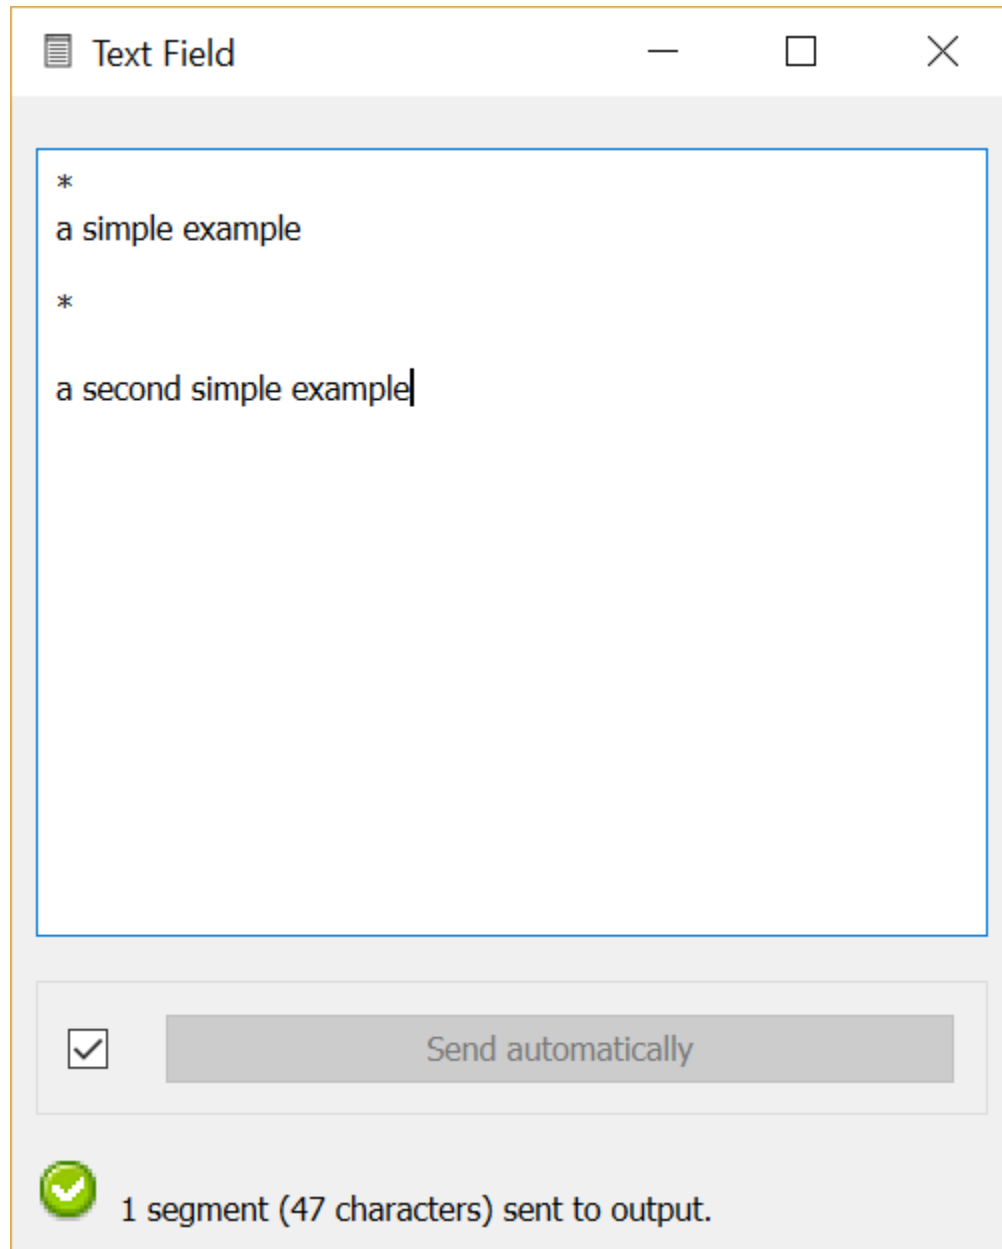 Text Field
*
a simple example
*
a second simple example
Send automatically
1 segment (47 characters) sent to output.